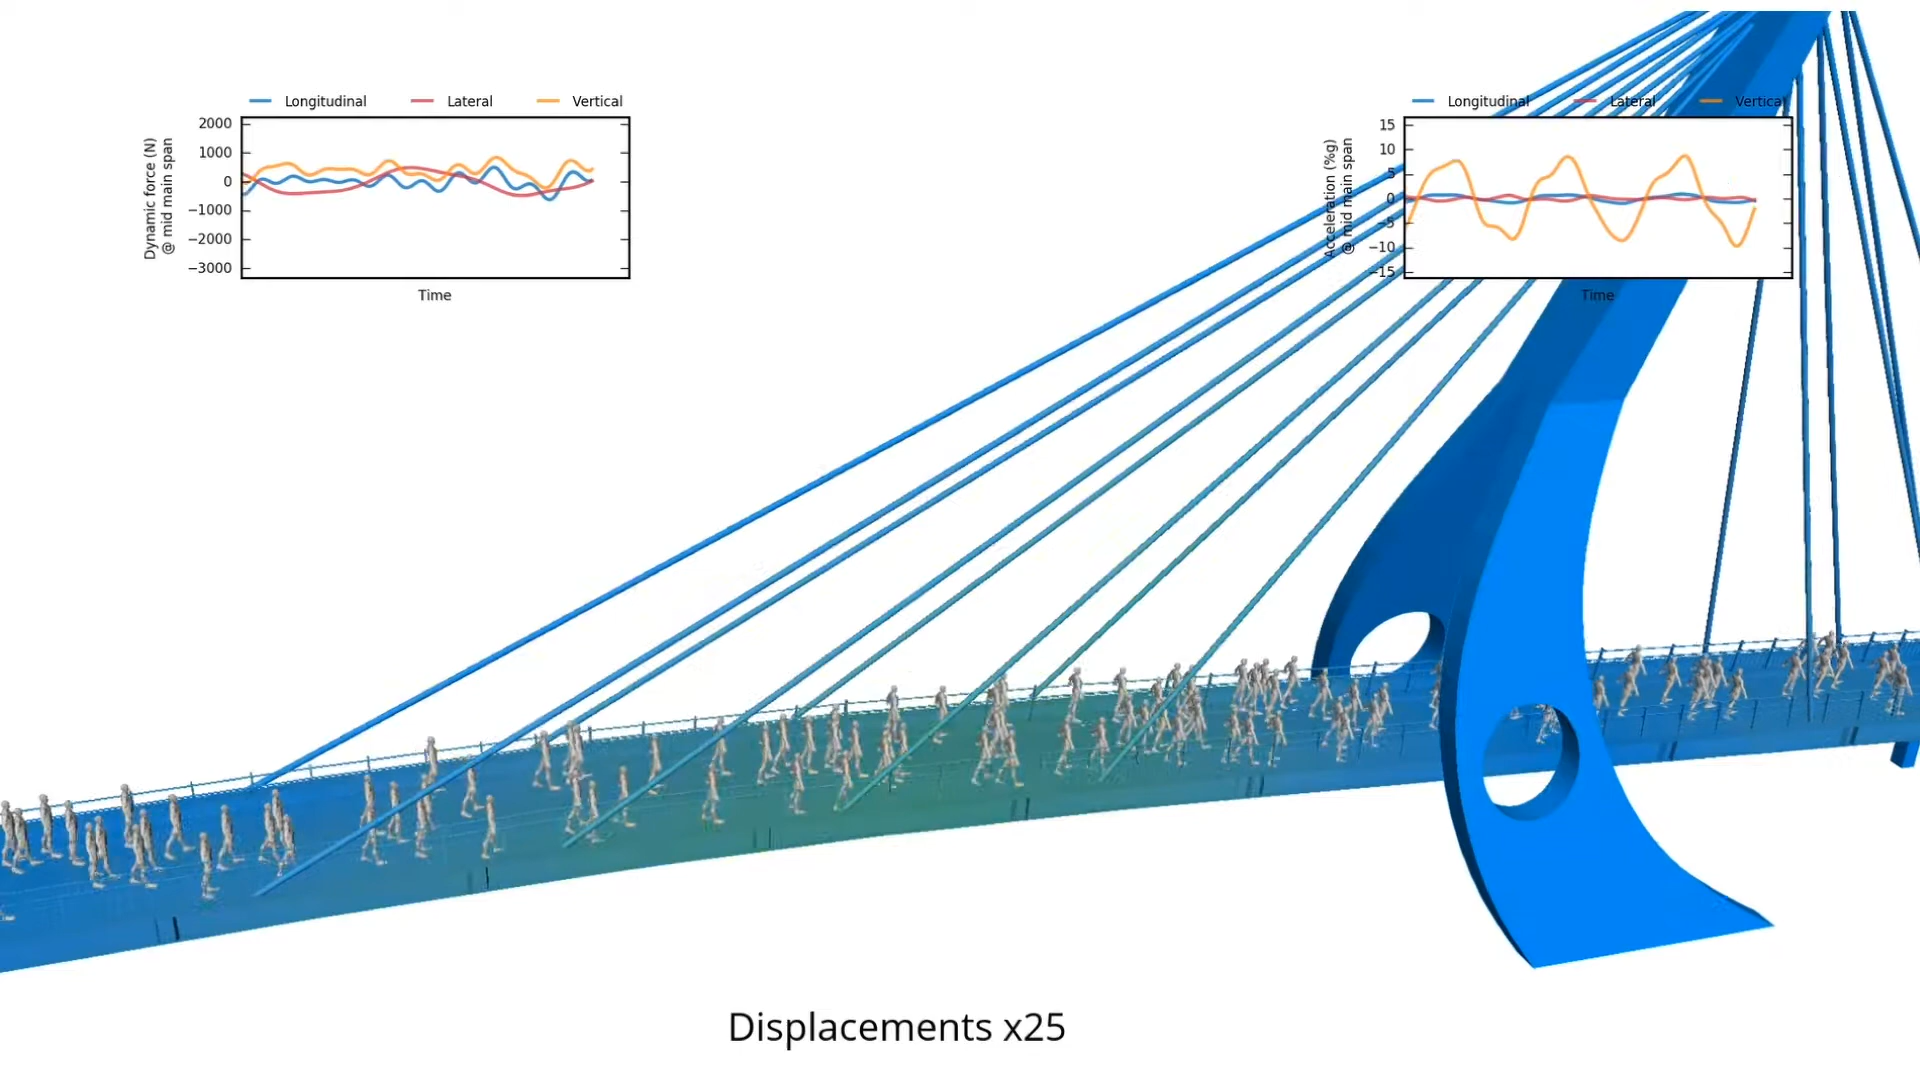 Longitudinal Lateral Vertical
2000
1000
0
−1000
−2000
−3000
Dynamic force (N)
@ mid main span
Time
Longitudinal Lateral Vertical
15
10
5
0
−5
−10
−15
Acceleration (%g)
@ mid main span
Time
Displacements x25